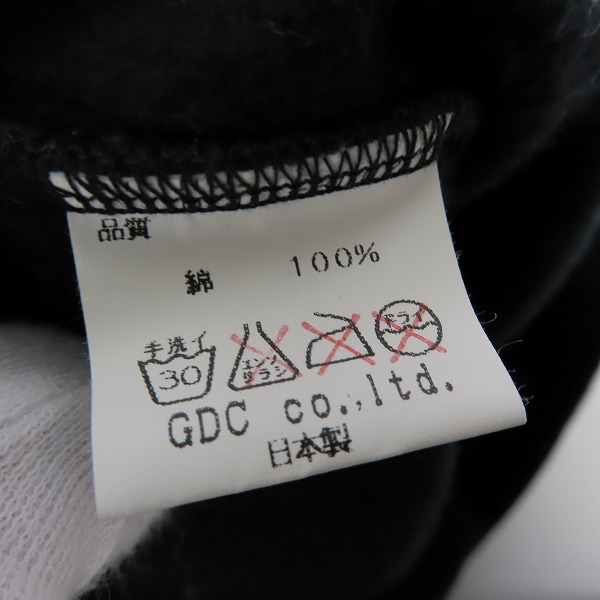 品質
綿 100%
手洗イ
30
エンソ
サラシ
ドライ
GDC co.,ltd.
日本製